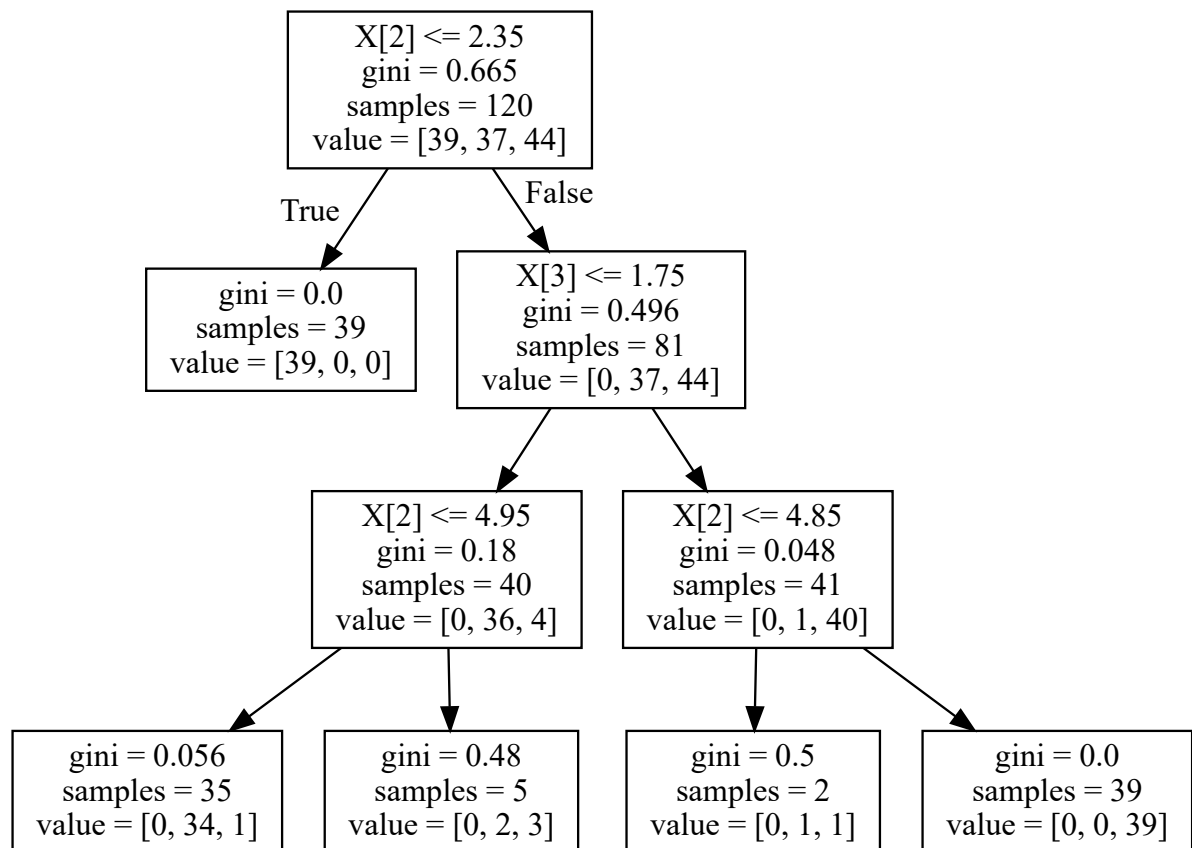 X[2] <= 2.35
gini = 0.665
samples = 120
value = [39, 37, 44]
True
False
gini = 0.0
samples = 39
value = [39, 0, 0]
X[3] <= 1.75
gini = 0.496
samples = 81
value = [0, 37, 44]
X[2] <= 4.95
gini = 0.18
samples = 40
value = [0, 36, 4]
X[2] <= 4.85
gini = 0.048
samples = 41
value = [0, 1, 40]
gini = 0.056
samples = 35
value = [0, 34, 1]
gini = 0.48
samples = 5
value = [0, 2, 3]
gini = 0.5
samples = 2
value = [0, 1, 1]
gini = 0.0
samples = 39
value = [0, 0, 39]